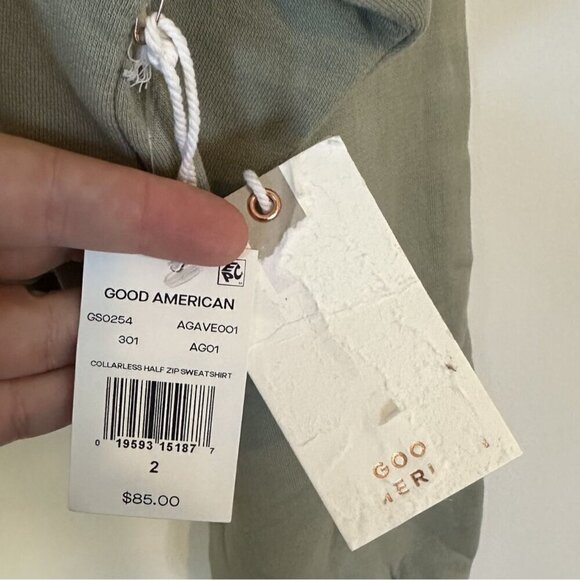 GOOD AMERICAN
GS0254 AGAVE001
301 AG01
COLLARLESS HALF ZIP SWEATSHIRT
0 19593 15187 7
2
$85.00
GOO
MERI